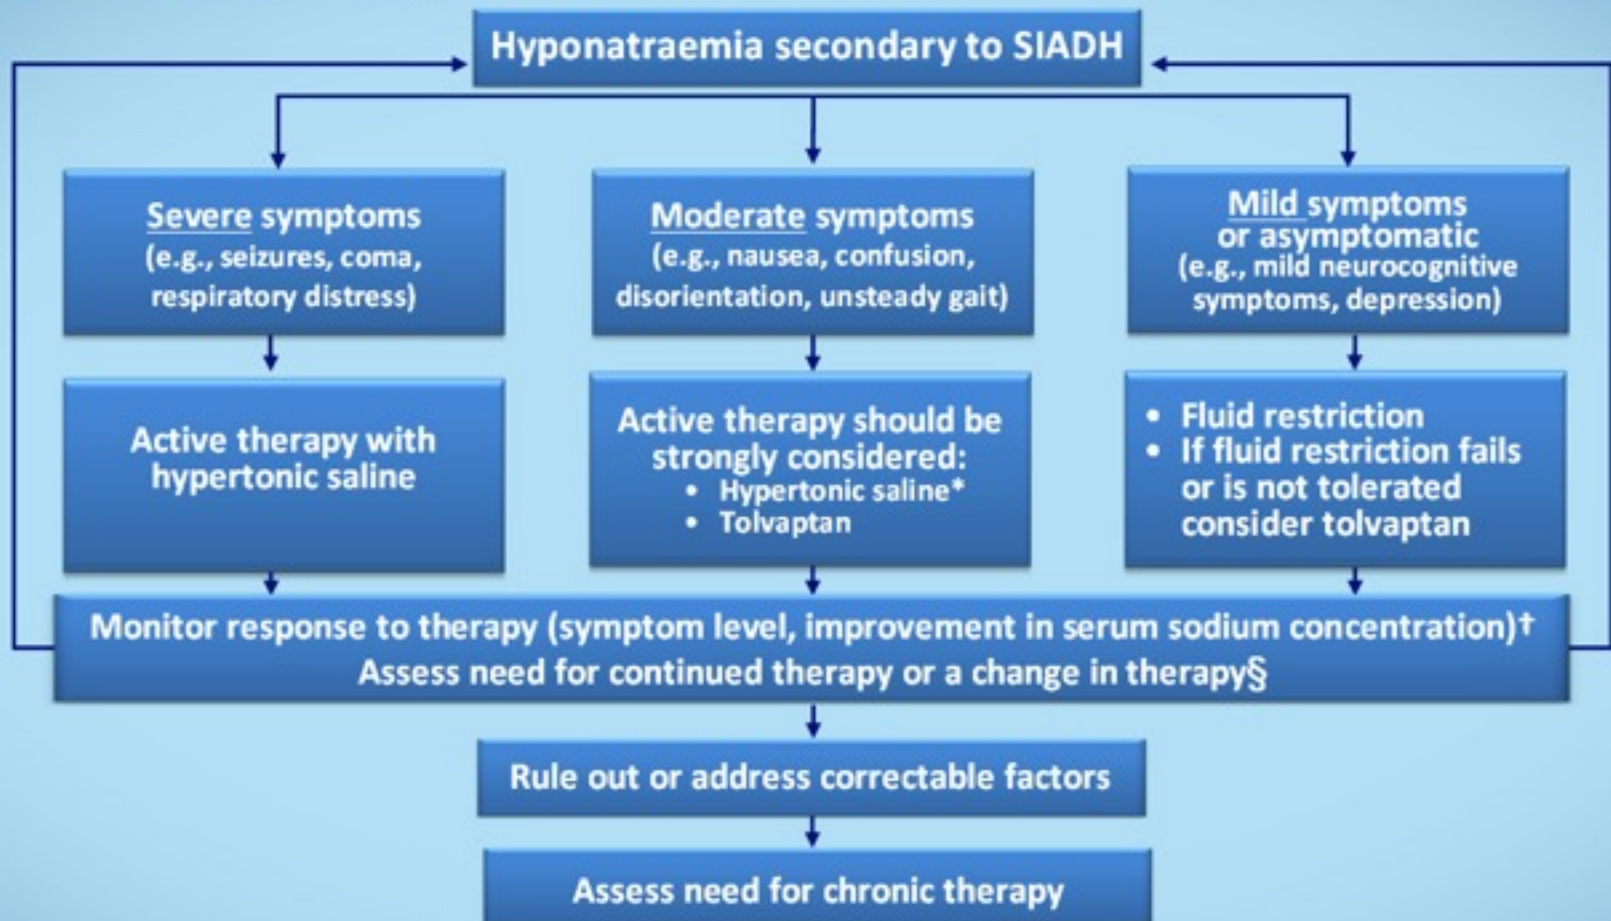 Hyponatraemia secondary to SIADH
Severe symptoms
(e.g., seizures, coma,
respiratory distress)
Moderate symptoms
(e.g., nausea, confusion,
disorientation, unsteady gait)
Mild symptoms
or asymptomatic
(e.g., mild neurocognitive
symptoms, depression)
Active therapy with
hypertonic saline
Active therapy should be
strongly considered:
• Hypertonic saline*
• Tolvaptan
• Fluid restriction
• If fluid restriction fails
or is not tolerated
consider tolvaptan
Monitor response to therapy (symptom level, improvement in serum sodium concentration)†
Assess need for continued therapy or a change in therapy§
Rule out or address correctable factors
Assess need for chronic therapy